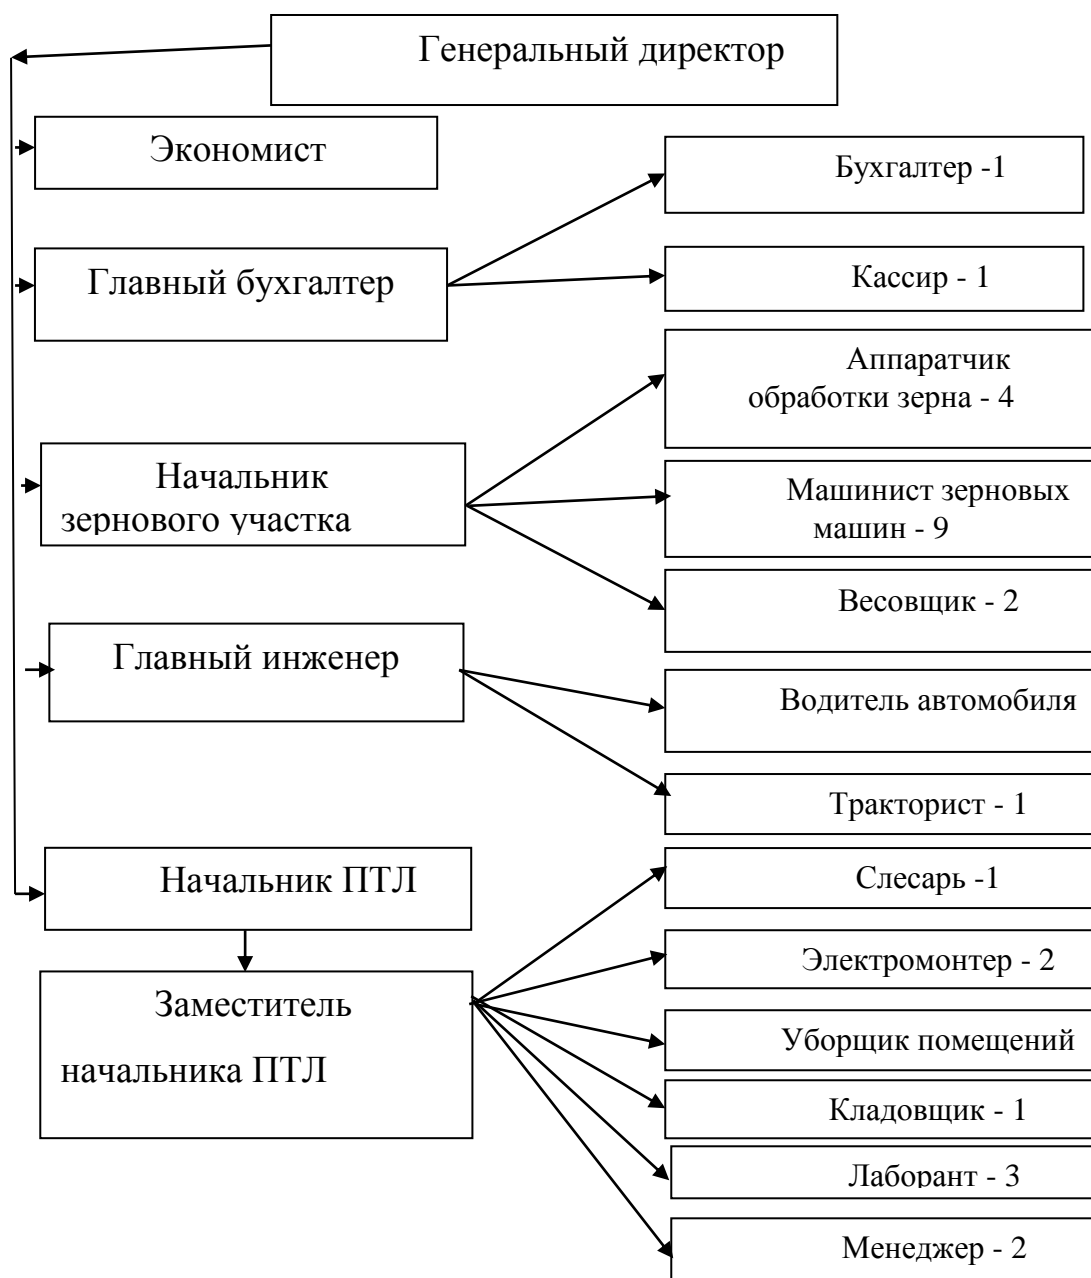 Генеральный директор
Экономист
Бухгалтер -1
Главный бухгалтер
Кассир - 1
Аппаратчик
обработки зерна - 4
Начальник
зернового участка
Машинист зерновых
машин - 9
Весовщик - 2
Главный инженер
Водитель автомобиля
Тракторист - 1
Начальник ПТЛ
Слесарь -1
Электромонтер - 2
Заместитель
начальника ПТЛ
Уборщик помещений
Кладовщик - 1
Лаборант - 3
Менеджер - 2